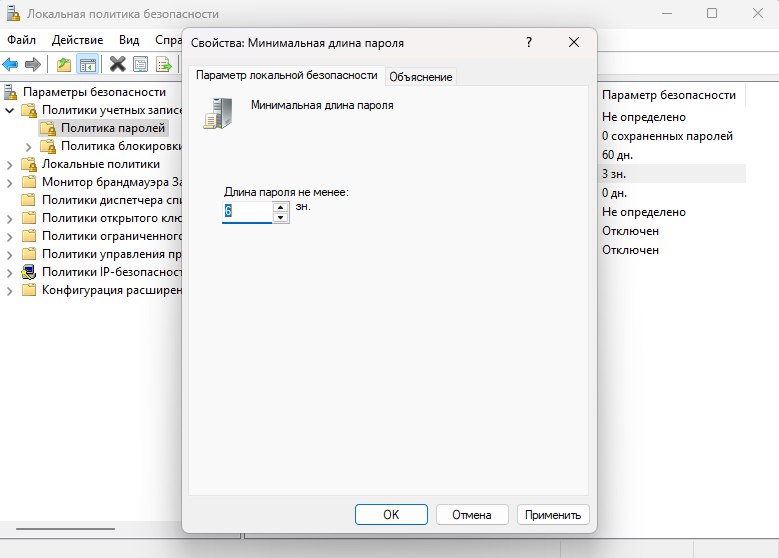 Локальная политика безопасности
Файл Действие Вид Спра
Свойства: Минимальная длина пароля
?
Параметр локальной безопасности
Объяснение
Минимальная длина пароля
Длина пароля не менее:
6 зн.
OK
Отмена
Применить
Параметры безопасности
Политики учетных записе
Политика паролей
Политика блокировки
Локальные политики
Монитор брандмауэра За
Политики диспетчера спи
Политики открытого клю
Политики ограниченного
Политики управления пр
Политики IP-безопасност
Конфигурация расширен
Параметр безопасности
Не определено
0 сохраненных паролей
60 дн.
3 зн.
0 дн.
Не определено
Отключен
Отключен